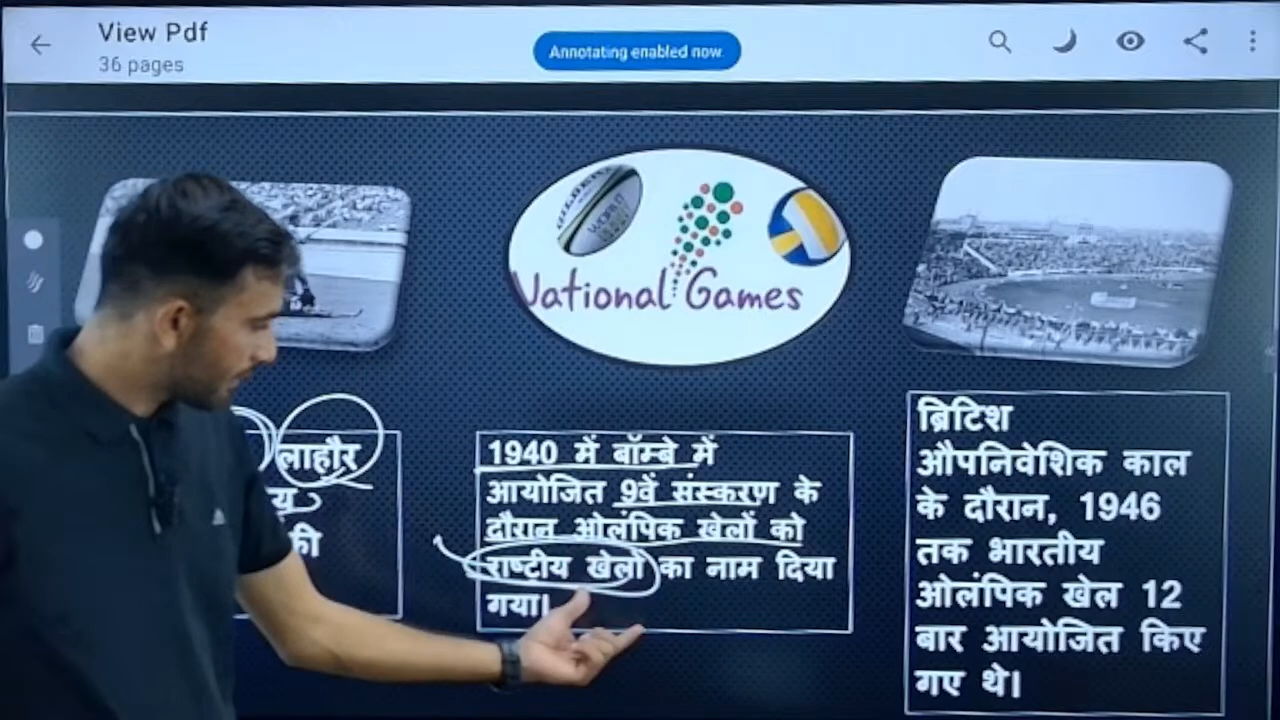 View Pdf
36 pages
Annotating enabled now.
GILBERT
National Games
लाहौर
की
1940 में बॉम्बे में
आयोजित 9वें संस्करण के
दौरान ओलंपिक खेलों को
राष्टीय खेलों का नाम दिया
गया।
ब्रिटिश
औपनिवेशिक काल
के दौरान, 1946
तक भारतीय
ओलंपिक खेल 12
बार आयोजित किए
गए थे।